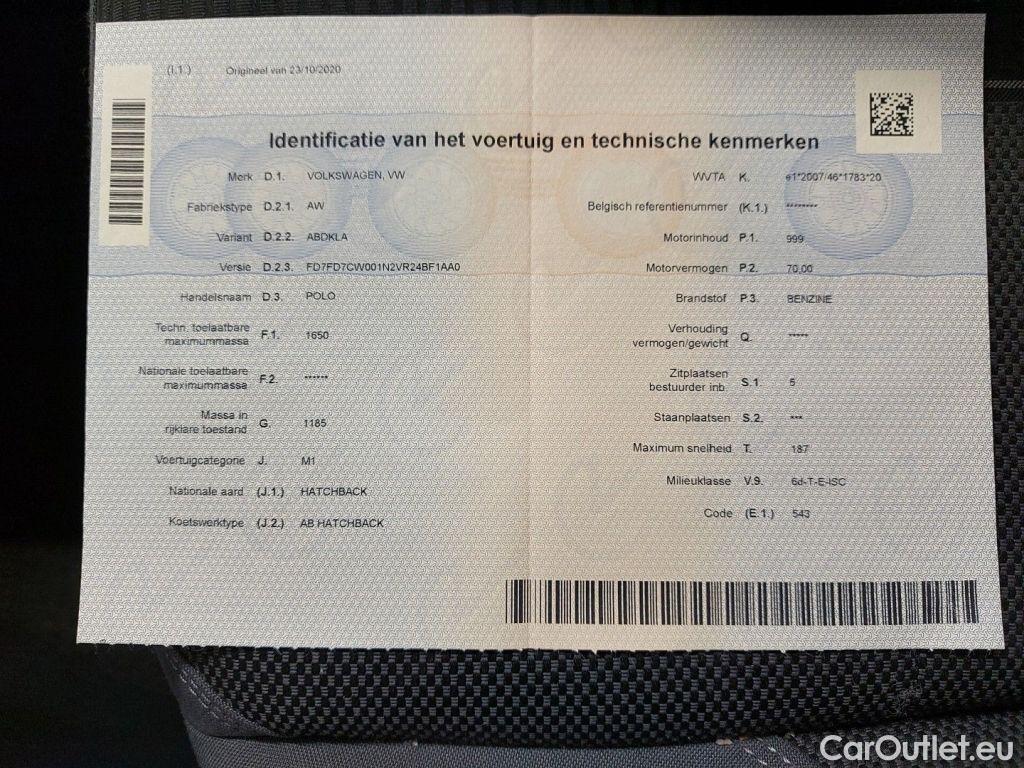 (I.1.) Origineel van 23/10/2020
Identificatie van het voertuig en technische kenmerken
Merk D.1. VOLKSWAGEN, VW
Fabriekstype D.2.1. AW
Variant D.2.2. ABDKLA
Versie D.2.3. FD7FD7CW001N2VR24BF1AA0
Handelsnaam D.3. POLO
Techn. toelaatbare
maximummassa F.1. 1650
Nationale toelaatbare
maximummassa F.2. ******
Massa in
rijklare toestand G. 1185
Voertuigcategorie J. M1
Nationale aard (J.1.) HATCHBACK
Koetswerktype (J.2.) AB HATCHBACK
WVTA K. e1*2007/46*1783*20
Belgisch referentienummer (K.1.) ********
Motorinhoud P.1. 999
Motorvermogen P.2. 70,00
Brandstof P.3. BENZINE
Verhouding
vermogen/gewicht Q. *****
Zitplaatsen
bestuurder inb. S.1. 5
Staanplaatsen S.2. ***
Maximum snelheid T. 187
Milieuklasse V.9. 6d-T-E-ISC
Code (E.1.) 543
CarOutlet.eu